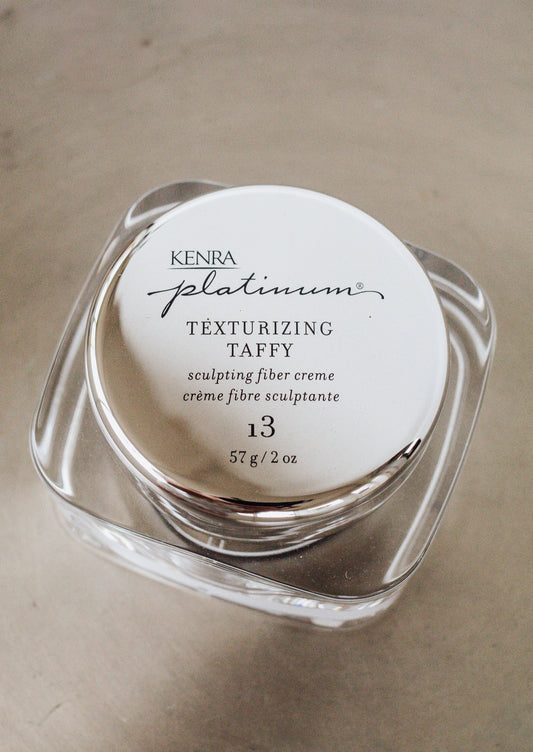 KENRA
platinum®
TEXTURIZING
TAFFY
sculpting fiber creme
crème fibre sculptante
13
57 g / 2 oz